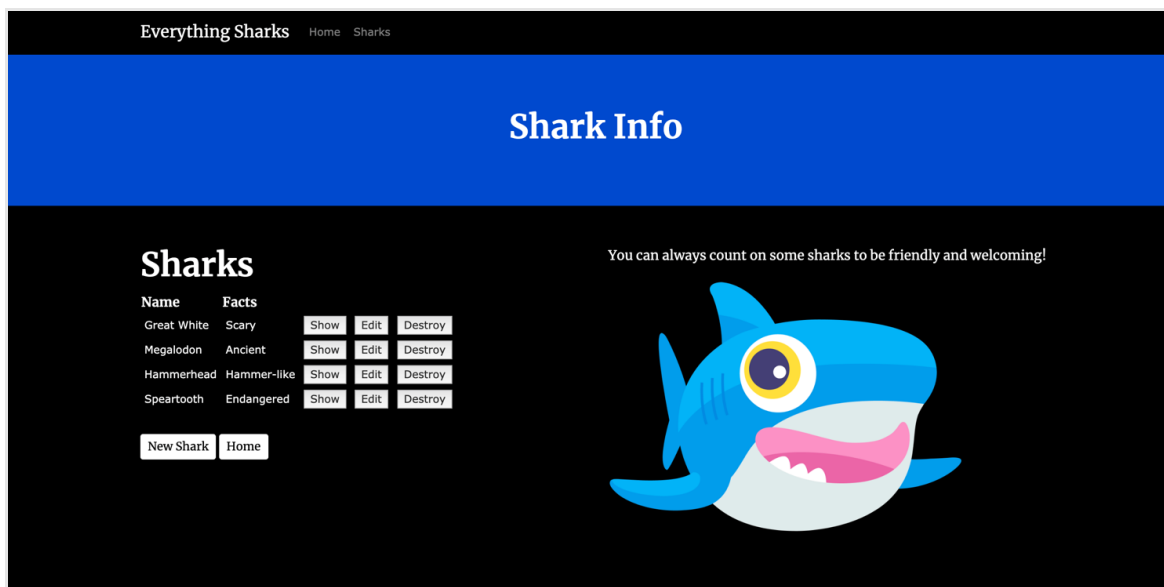 Everything Sharks Home Sharks
Shark Info
Sharks
Name Facts
Great White Scary Show Edit Destroy
Megalodon Ancient Show Edit Destroy
Hammerhead Hammer-like Show Edit Destroy
Speartooth Endangered Show Edit Destroy
New Shark Home
You can always count on some sharks to be friendly and welcoming!